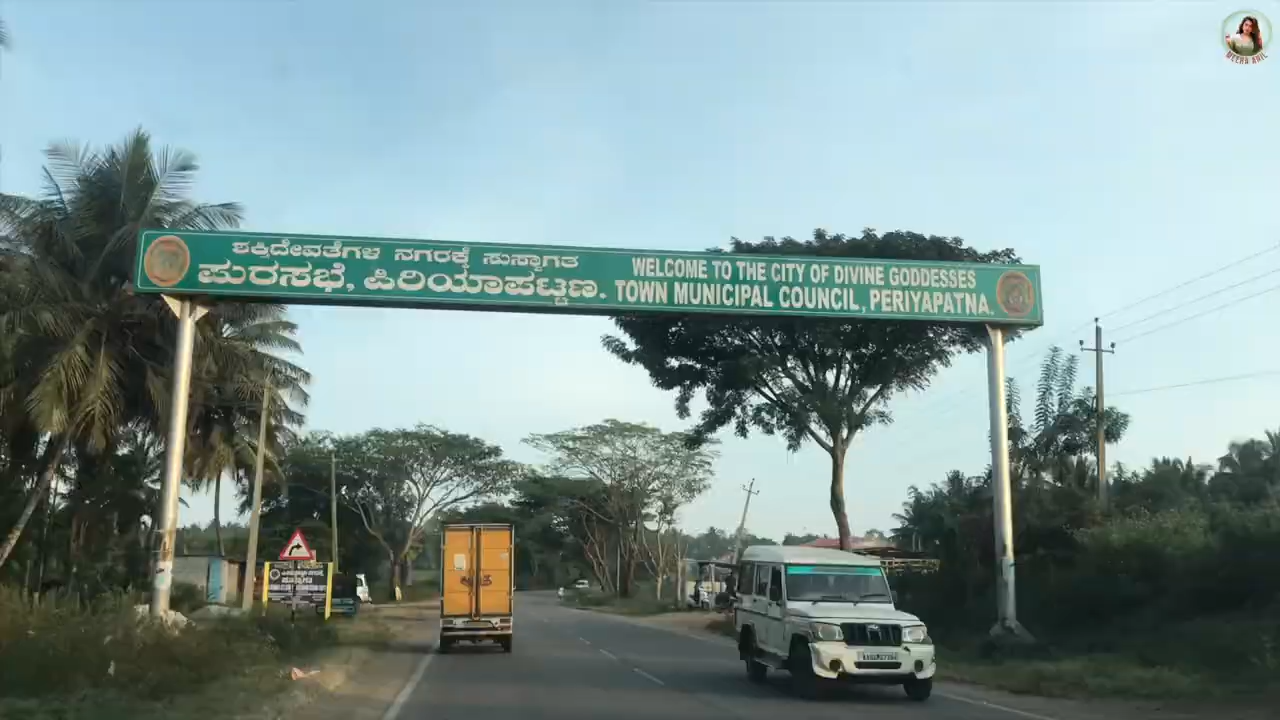 ಶಕ್ತಿದೇವತೆಗಳ ನಗರಕ್ಕೆ ಸುಸ್ವಾಗತ
ಪುರಸಭೆ, ಪಿರಿಯಾಪಟ್ಟಣ.
WELCOME TO THE CITY OF DIVINE GODDESSES
TOWN MUNICIPAL COUNCIL, PERIYAPATNA.